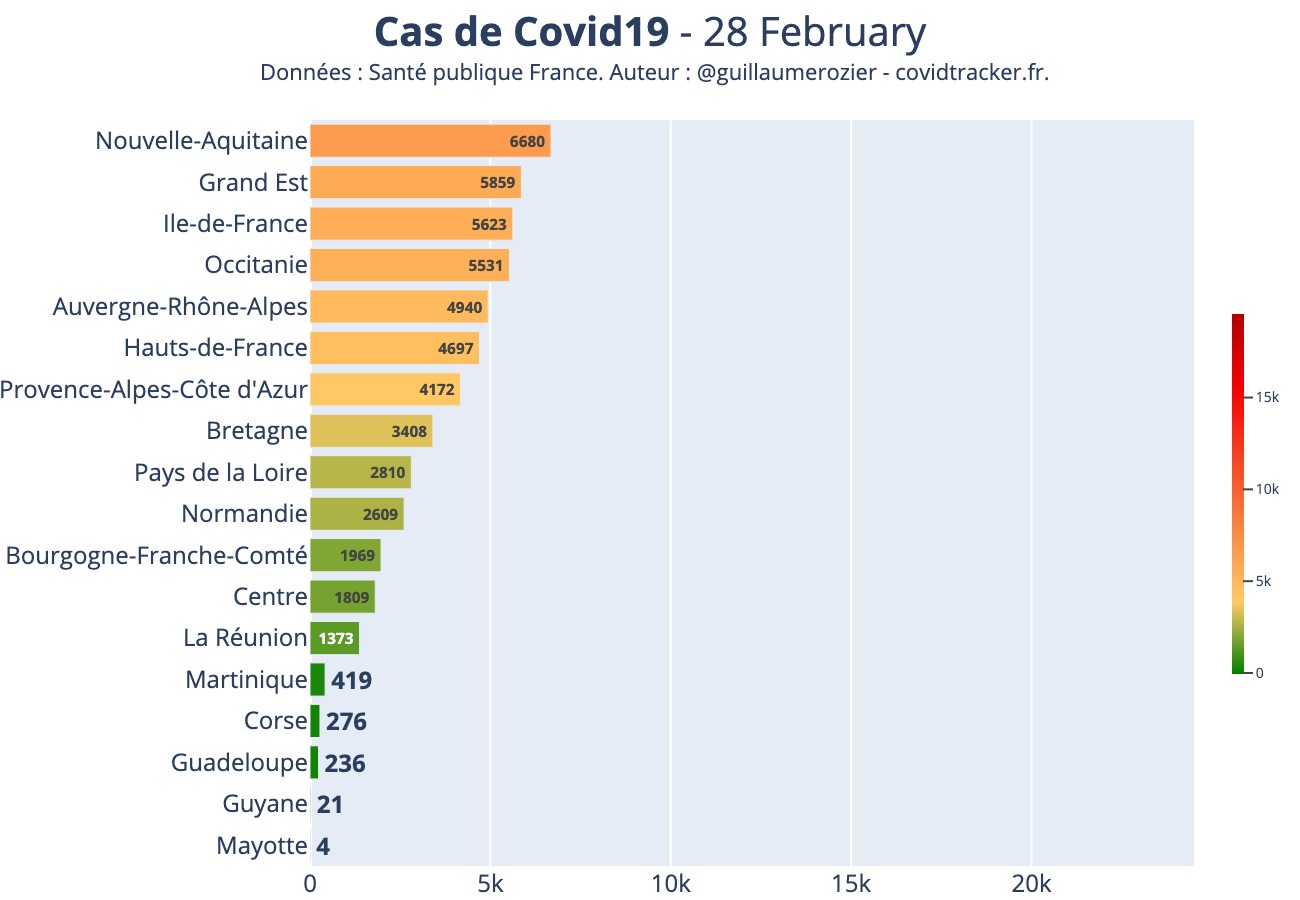 Cas de Covid19 - 28 February
Données : Santé publique France. Auteur : @guillaumerozier - covidtracker.fr.
Nouvelle-Aquitaine 6680
Grand Est 5859
Ile-de-France 5623
Occitanie 5531
Auvergne-Rhône-Alpes 4940
Hauts-de-France 4697
Provence-Alpes-Côte d'Azur 4172
Bretagne 3408
Pays de la Loire 2810
Normandie 2609
Bourgogne-Franche-Comté 1969
Centre 1809
La Réunion 1373
Martinique 419
Corse 276
Guadeloupe 236
Guyane 21
Mayotte 4
0 5k 10k 15k 20k
15k
10k
5k
0